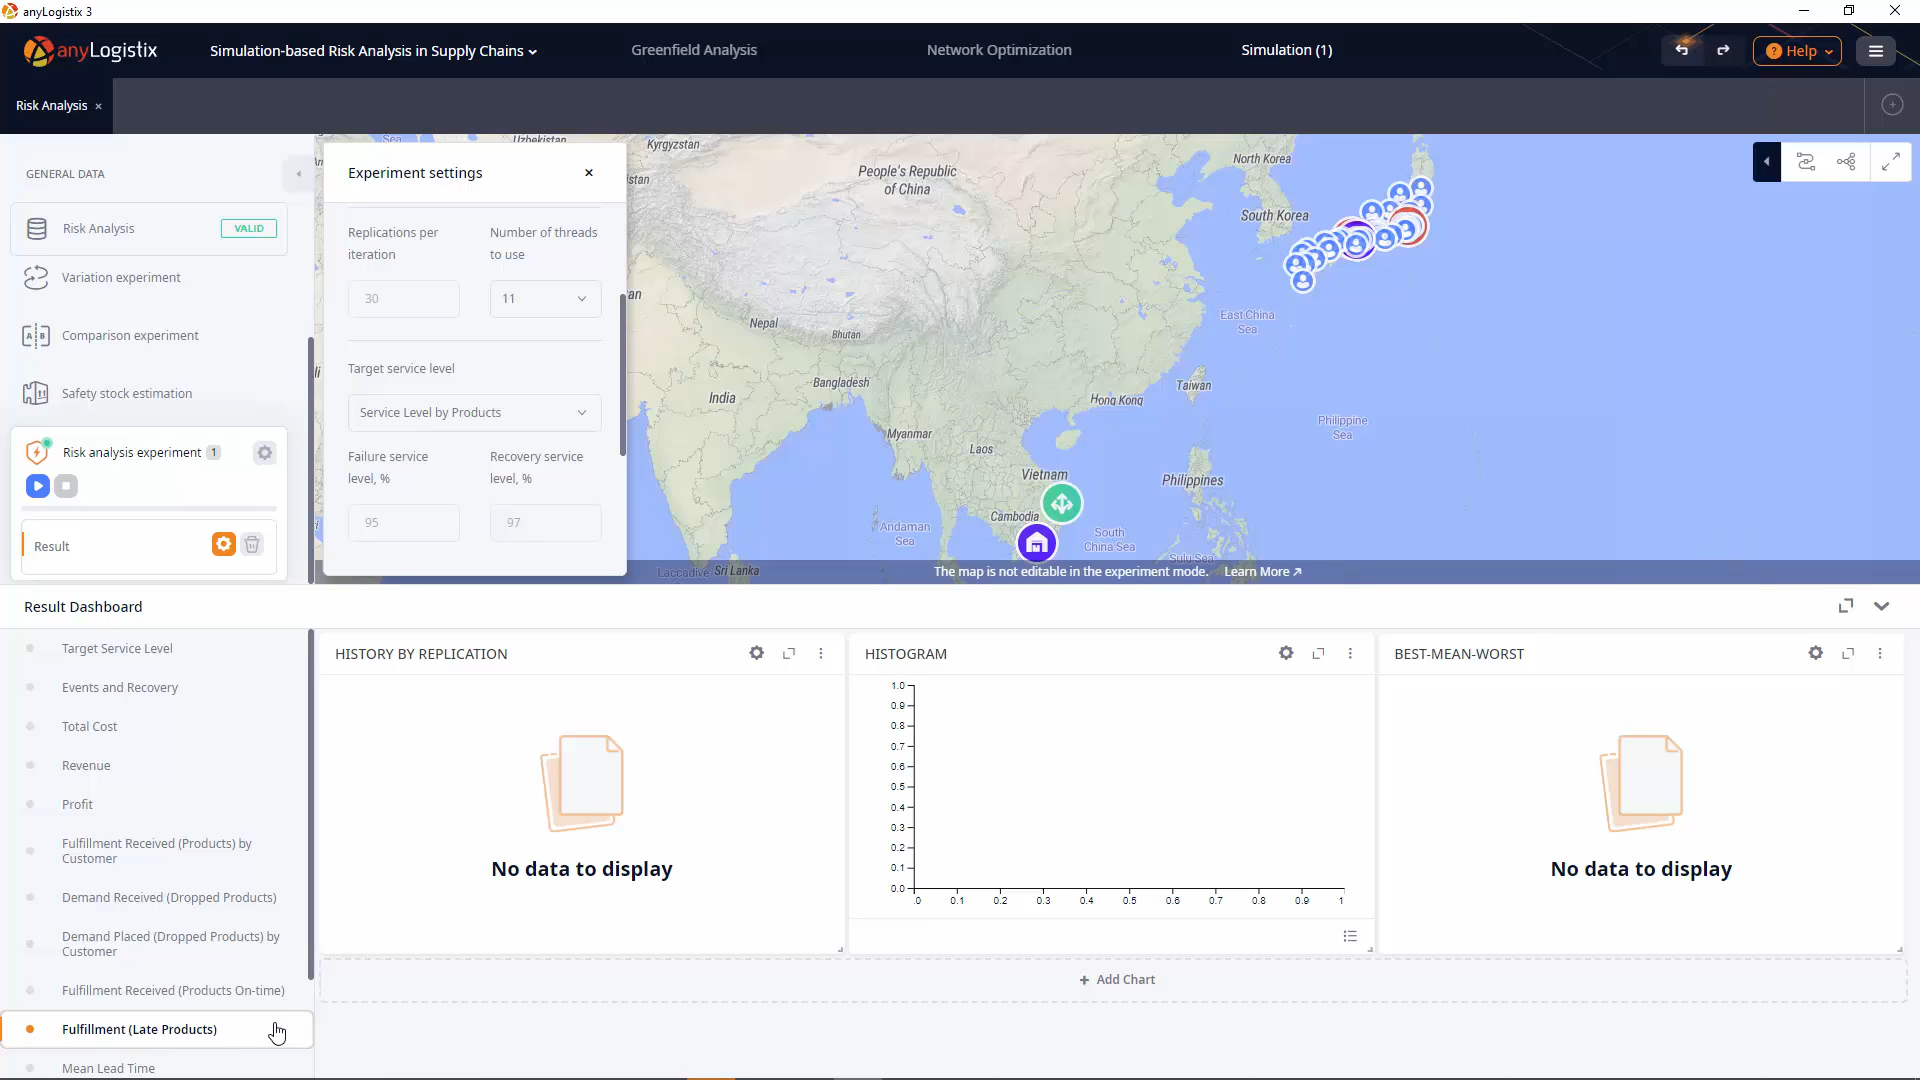 anyLogistix 3
anyLogistix
Simulation-based Risk Analysis in Supply Chains
Greenfield Analysis
Network Optimization
Simulation (1)
? Help
Risk Analysis ×
GENERAL DATA
Risk Analysis
VALID
Variation experiment
A B
Comparison experiment
Safety stock estimation
Risk analysis experiment 1
Result
Experiment settings ×
Replications per
iteration
Number of threads
to use
30
11
Target service level
Service Level by Products
Failure service
level, %
Recovery service
level, %
95
97
Sea
Uzbekistan
Kyrgyzstan
People's Republic
of China
North Korea
South Korea
East China
Sea
Nepal
Bhutan
Bangladesh
India
Taiwan
Hong Kong
Philippine
Sea
Myanmar
Laos
Vietnam
Philippines
Cambodia
Andaman
Sea
South
China Sea
Sulu Sea
Laccadive
Sri Lanka
The map is not editable in the experiment mode. Learn More
Result Dashboard
Target Service Level
Events and Recovery
Total Cost
Revenue
Profit
Fulfillment Received (Products) by
Customer
Demand Received (Dropped Products)
Demand Placed (Dropped Products) by
Customer
Fulfillment Received (Products On-time)
Fulfillment (Late Products)
Mean Lead Time
HISTORY BY REPLICATION
No data to display
HISTOGRAM
1.0
0.9
0.8
0.7
0.6
0.5
0.4
0.3
0.2
0.1
0.0
.0 0.1 0.2 0.3 0.4 0.5 0.6 0.7 0.8 0.9 1
BEST-MEAN-WORST
No data to display
+ Add Chart